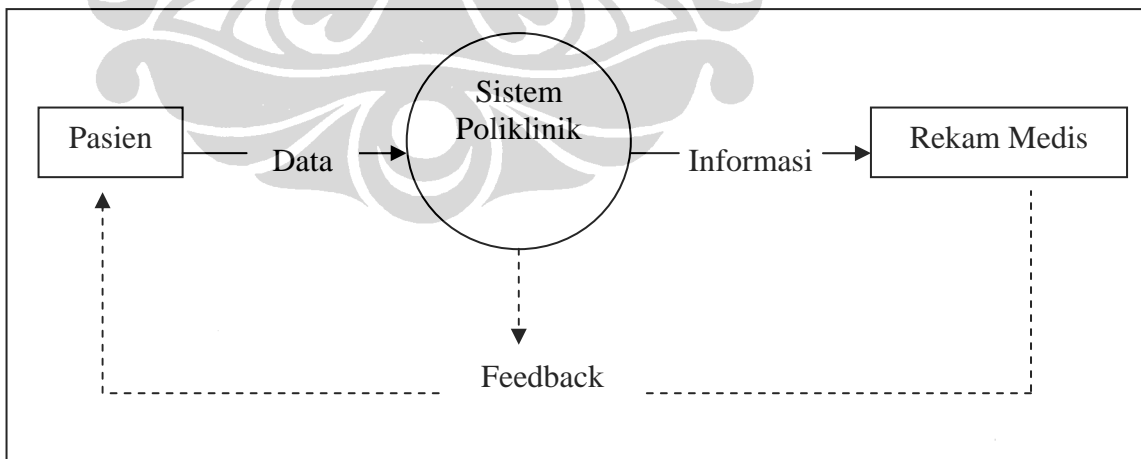 Sistem
Poliklinik
Pasien
Data
Informasi
Rekam Medis
Feedback